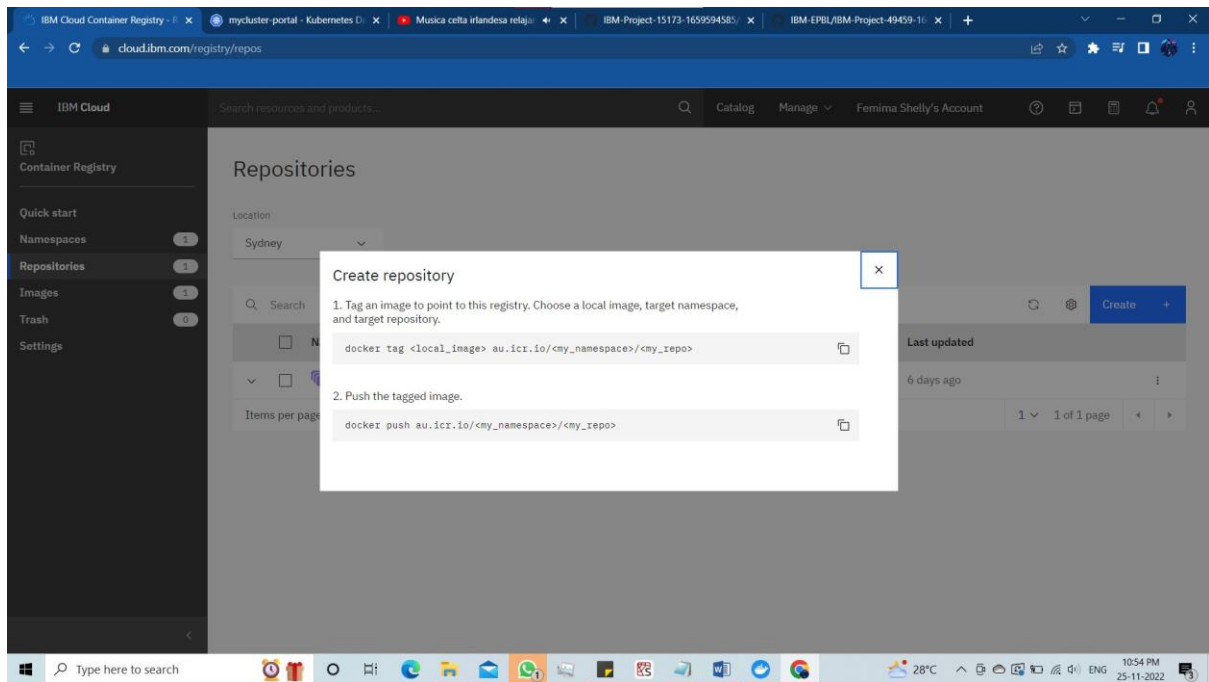 IBM Cloud Container Registry - R
mycluster-portal - Kubernetes Da
Musica celta irlandesa relajar
IBM-Project-15173-1659594585/
IBM-EPBL/IBM-Project-49459-16
cloud.ibm.com/registry/repos
IBM Cloud
Search resources and products...
Catalog
Manage
Femima Shelly's Account
Container Registry
Repositories
Quick start
Location
Namespaces 1
Sydney
Repositories 1
Images 1
Trash 0
Settings
Search
Create +
N
Last updated
6 days ago
Items per page
1 1 of 1 page
Create repository
1. Tag an image to point to this registry. Choose a local image, target namespace,
and target repository.
docker tag <local_image> au.icr.io/<my_namespace>/<my_repo>
2. Push the tagged image.
docker push au.icr.io/<my_namespace>/<my_repo>
Type here to search
28°C
ENG
10:54 PM
25-11-2022